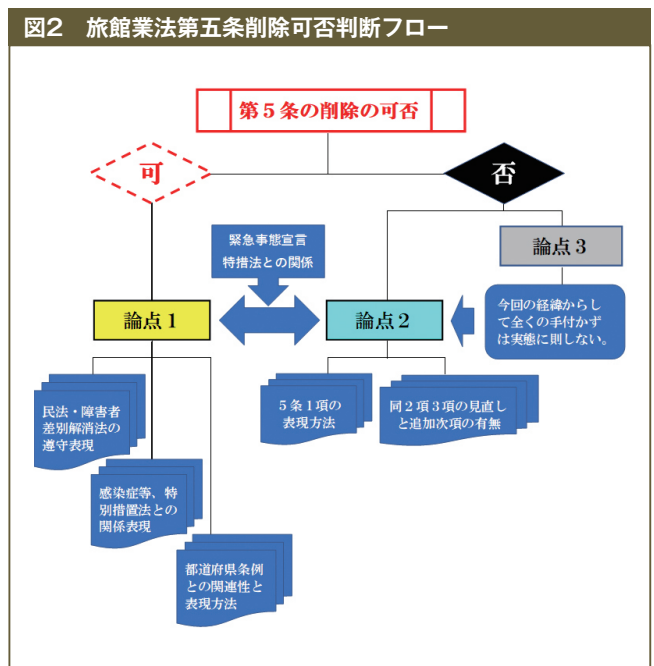 図2 旅館業法第五条削除可否判断フロー
第5条の削除の可否
可
否
緊急事態宣言
特措法との関係
論点3
論点1
論点2
今回の経緯からし
て全くの手付かず
は実態に則しない。
民法・障害者
差別解消法の
遵守表現
5条1項の
表現方法
同2項3項の見直し
と追加次項の有無
感染症等、特
別措置法との
関係表現
都道府県条例
との関連性と
表現方法